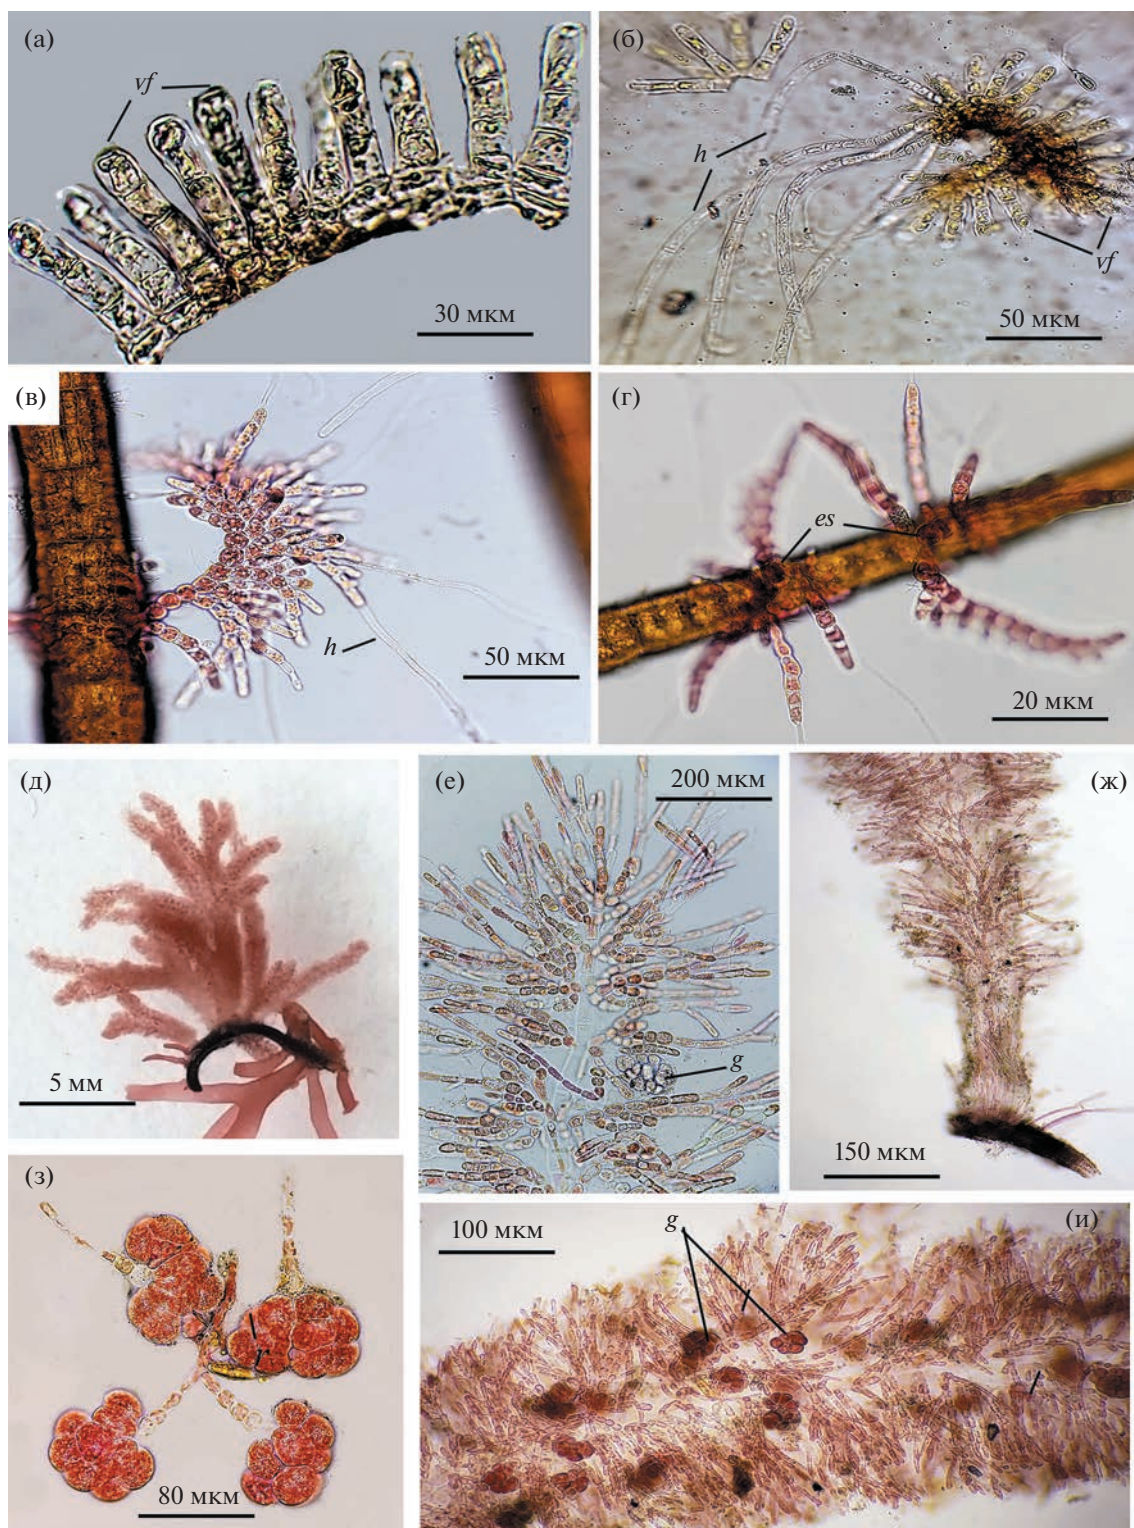 (а)
vf
30 мкм
(б)
h
vf
50 мкм
(в)
h
50 мкм
(г)
es
20 мкм
(д)
5 мм
(е)
200 мкм
g
(ж)
150 мкм
(з)
r
80 мкм
100 мкм
g
(и)